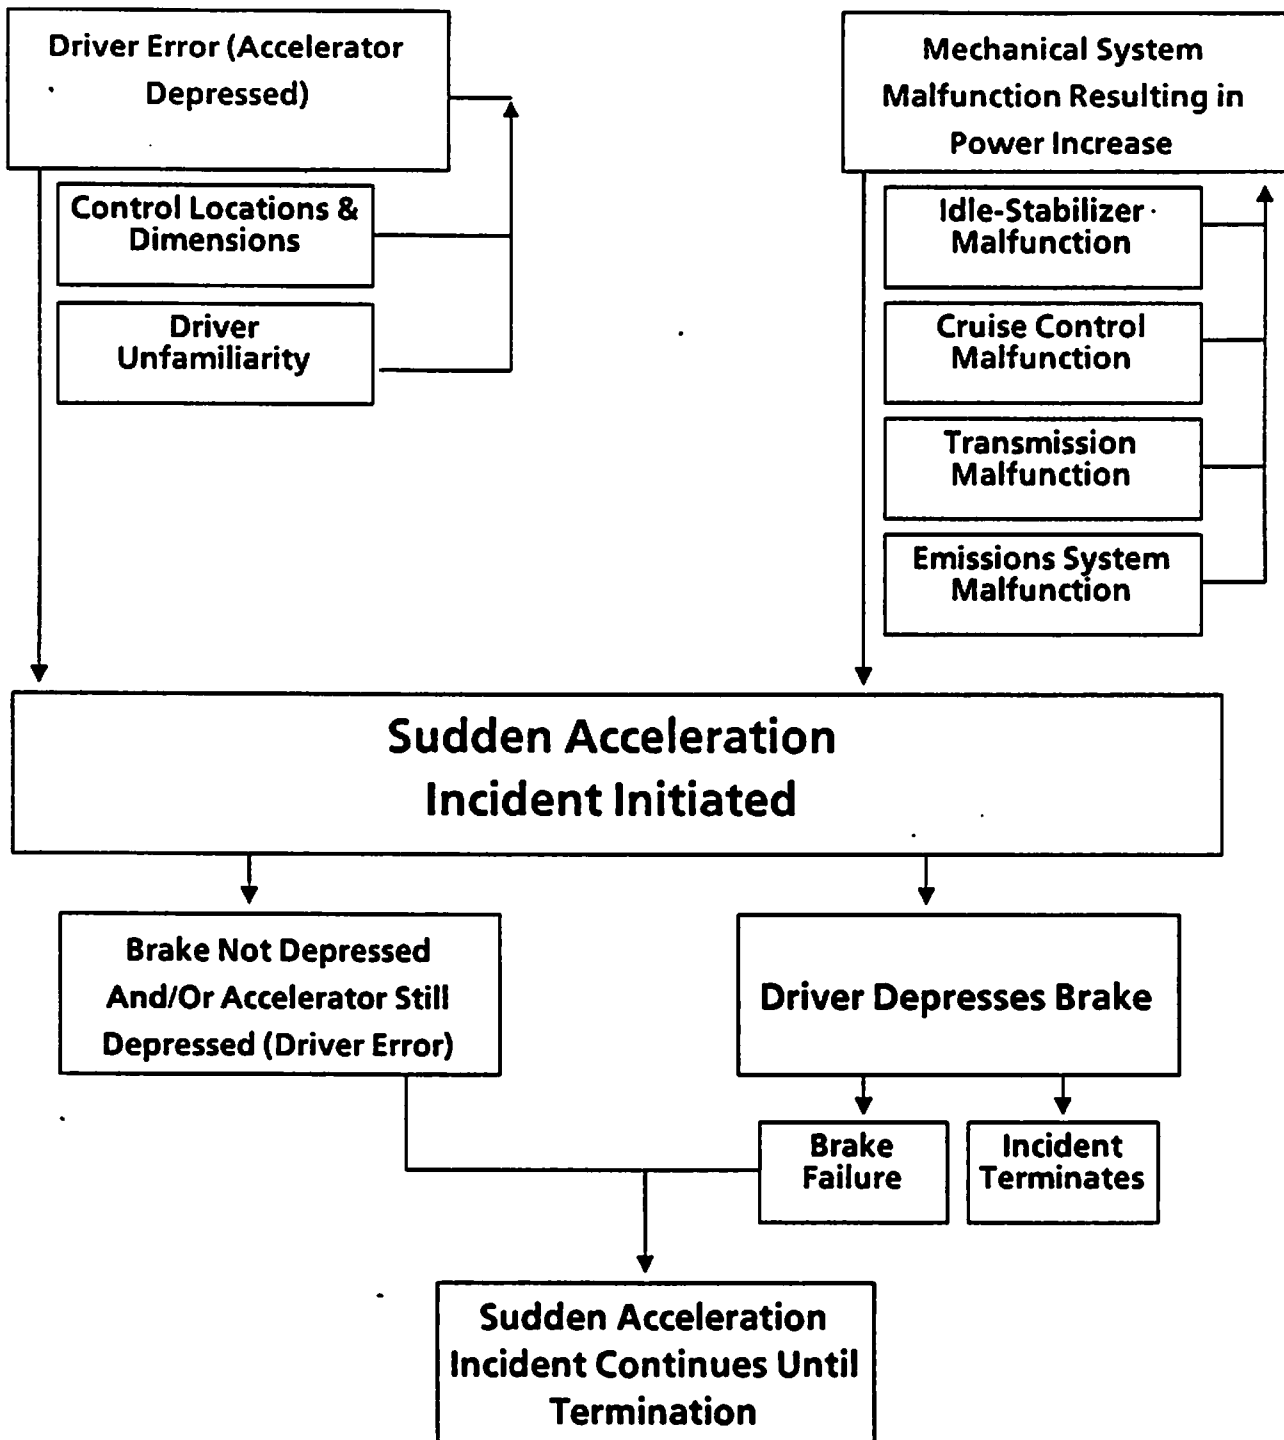 Driver Error (Accelerator
Depressed)
Control Locations &
Dimensions
Driver
Unfamiliarity
Mechanical System
Malfunction Resulting in
Power Increase
Idle-Stabilizer
Malfunction
Cruise Control
Malfunction
Transmission
Malfunction
Emissions System
Malfunction
Sudden Acceleration
Incident Initiated
Brake Not Depressed
And/Or Accelerator Still
Depressed (Driver Error)
Driver Depresses Brake
Brake
Failure
Incident
Terminates
Sudden Acceleration
Incident Continues Until
Termination